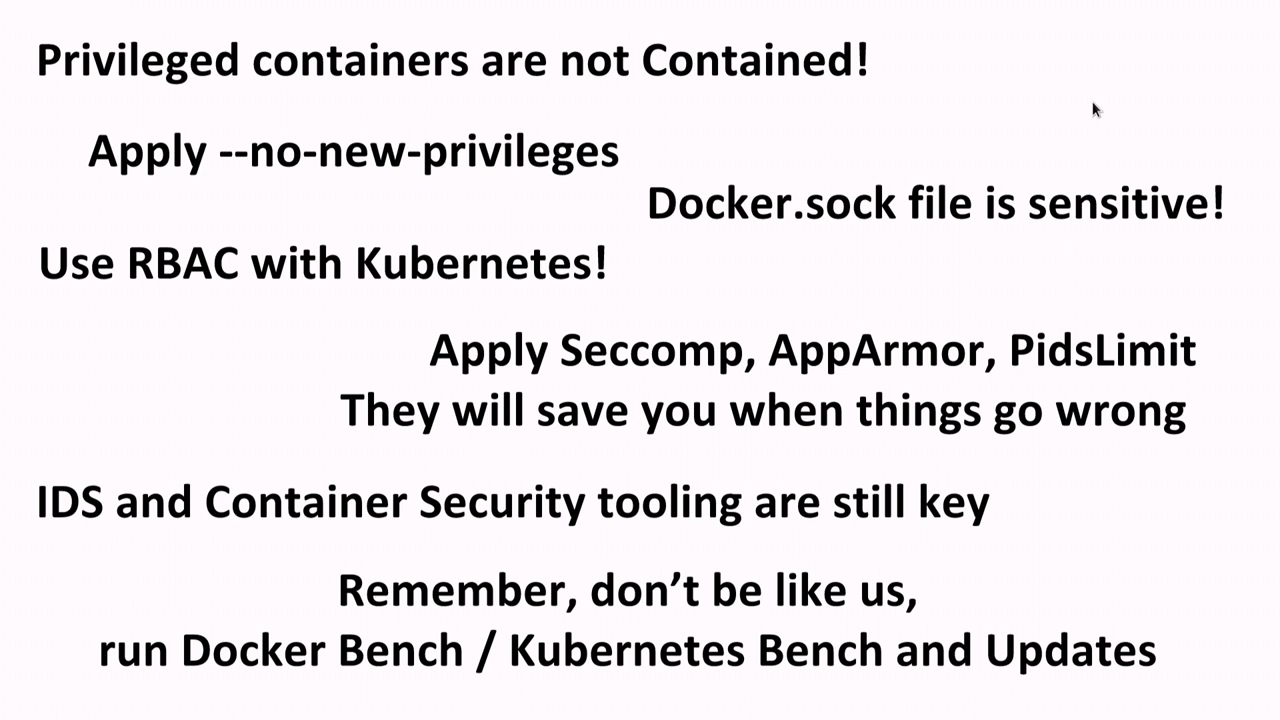 Privileged containers are not Contained!
Apply --no-new-privileges
Docker.sock file is sensitive!
Use RBAC with Kubernetes!
Apply Seccomp, AppArmor, PidsLimit
They will save you when things go wrong
IDS and Container Security tooling are still key
Remember, don’t be like us,
run Docker Bench / Kubernetes Bench and Updates